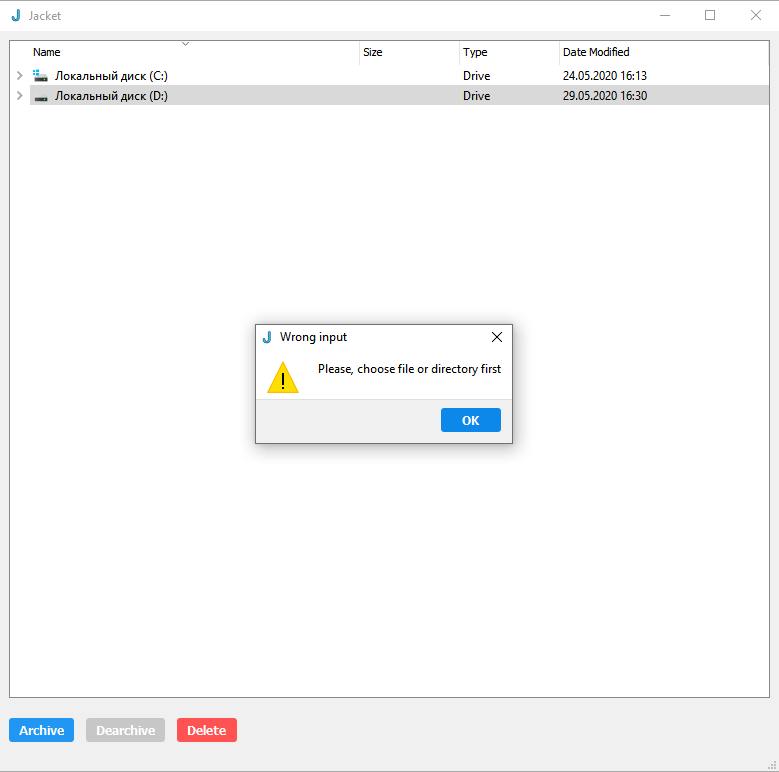 Jacket
Name Size Type Date Modified
Локальный диск (C:) Drive 24.05.2020 16:13
Локальный диск (D:) Drive 29.05.2020 16:30
Wrong input
Please, choose file or directory first
OK
Archive Dearchive Delete